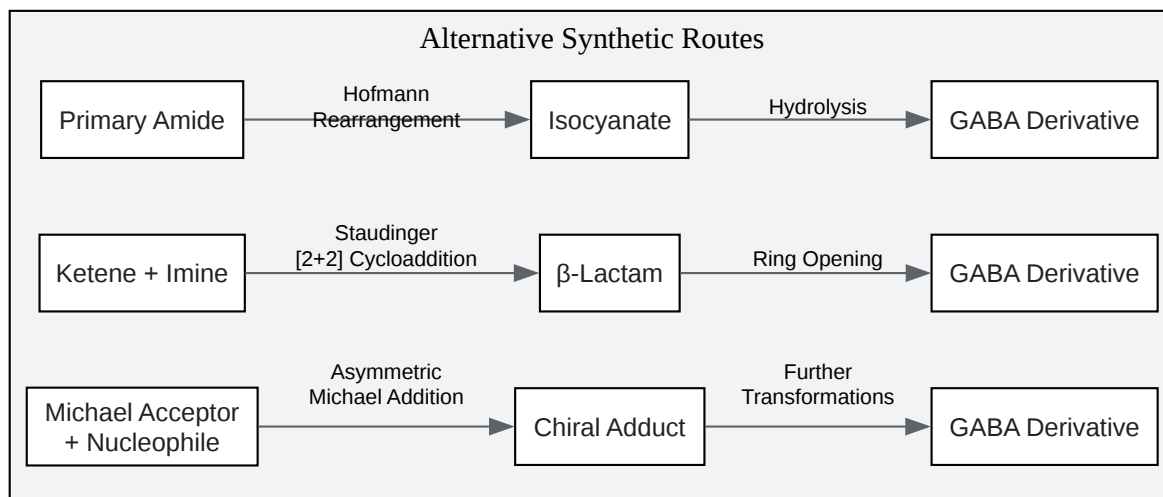 Alternative Synthetic Routes
Hofmann
Rearrangement
Hydrolysis
Primary Amide
Isocyanate
GABA Derivative
Staudinger
[2+2] Cycloaddition
Ring Opening
Ketene + Imine
β-Lactam
GABA Derivative
Asymmetric
Michael Addition
Further
Transformations
Michael Acceptor
+ Nucleophile
Chiral Adduct
GABA Derivative